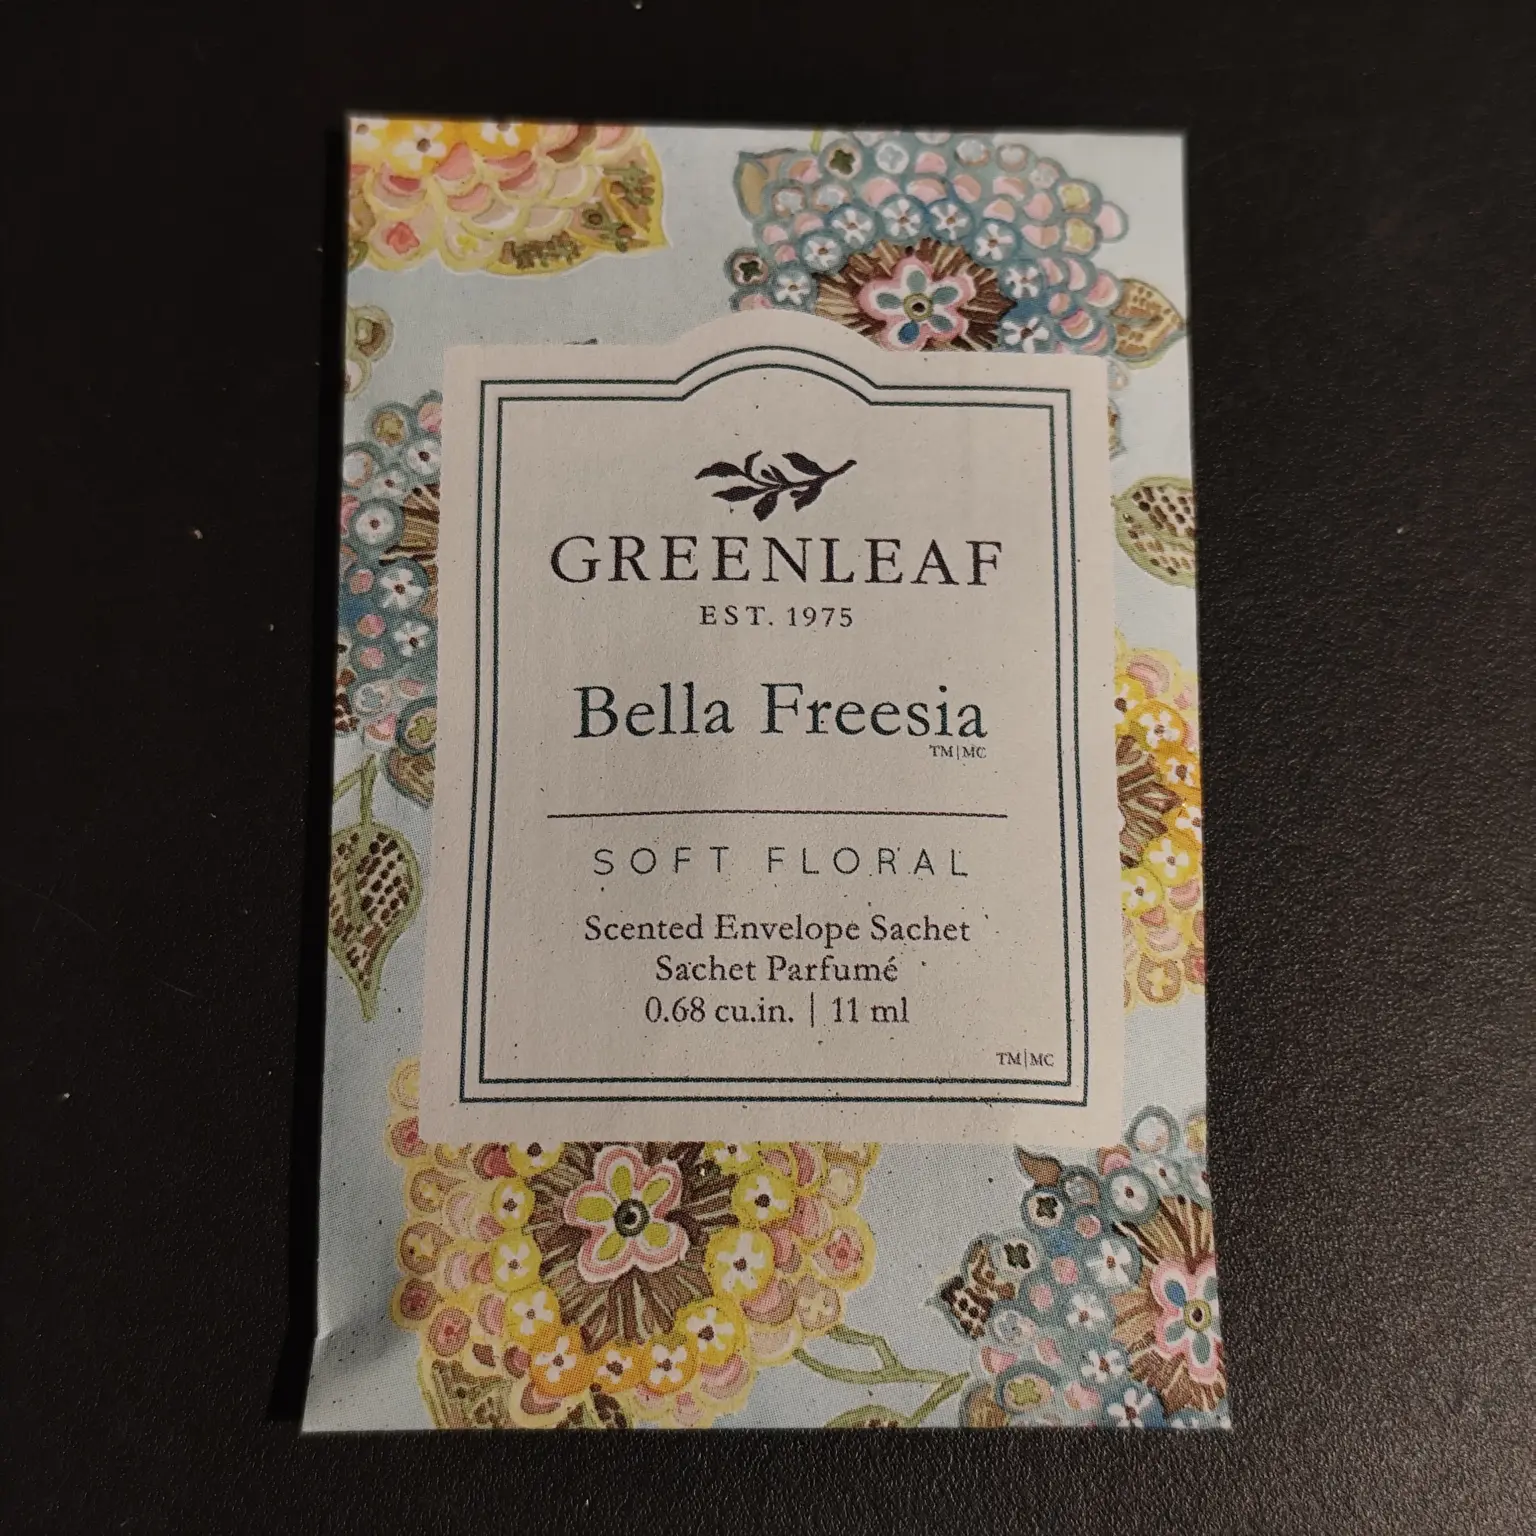 GREENLEAF
EST. 1975
Bella Freesia
TM|MC
SOFT FLORAL
Scented Envelope Sachet
Sachet Parfumé
0.68 cu.in. | 11 ml
TM|MC